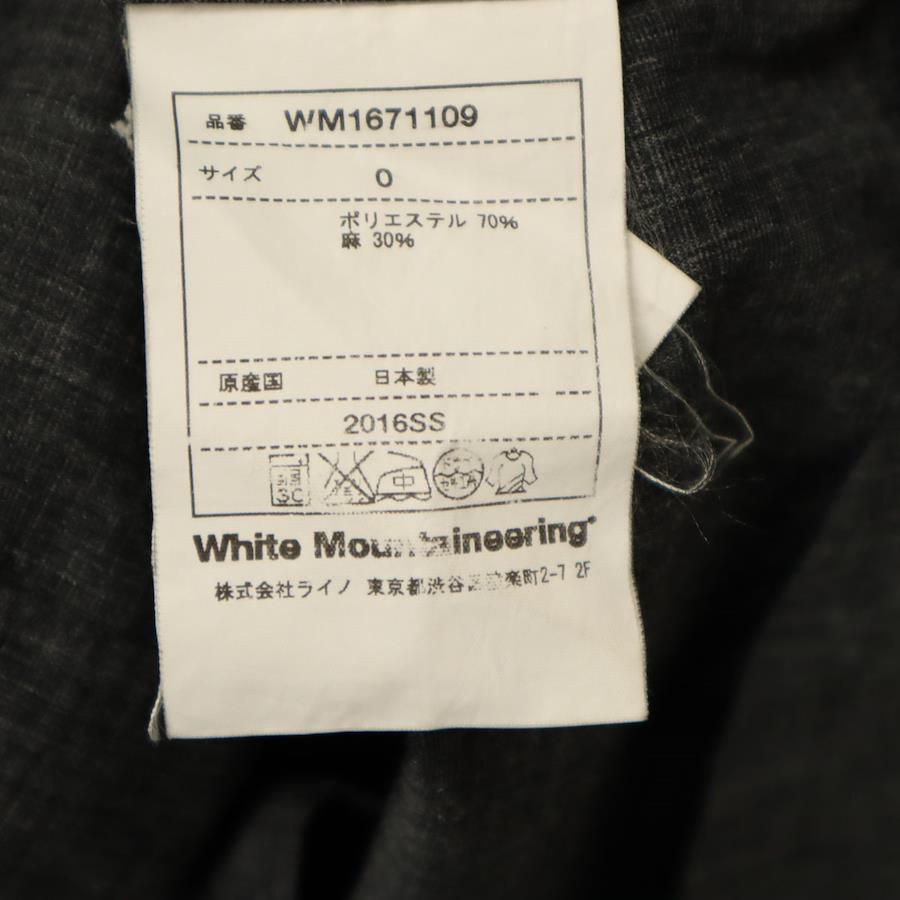 品番 WM1671109
サイズ 0
ポリエステル 70%
麻 30%
原産国 日本製
2016SS
30 中
White Mountaineering
株式会社ライノ 東京都渋谷 楽町2-7 2F